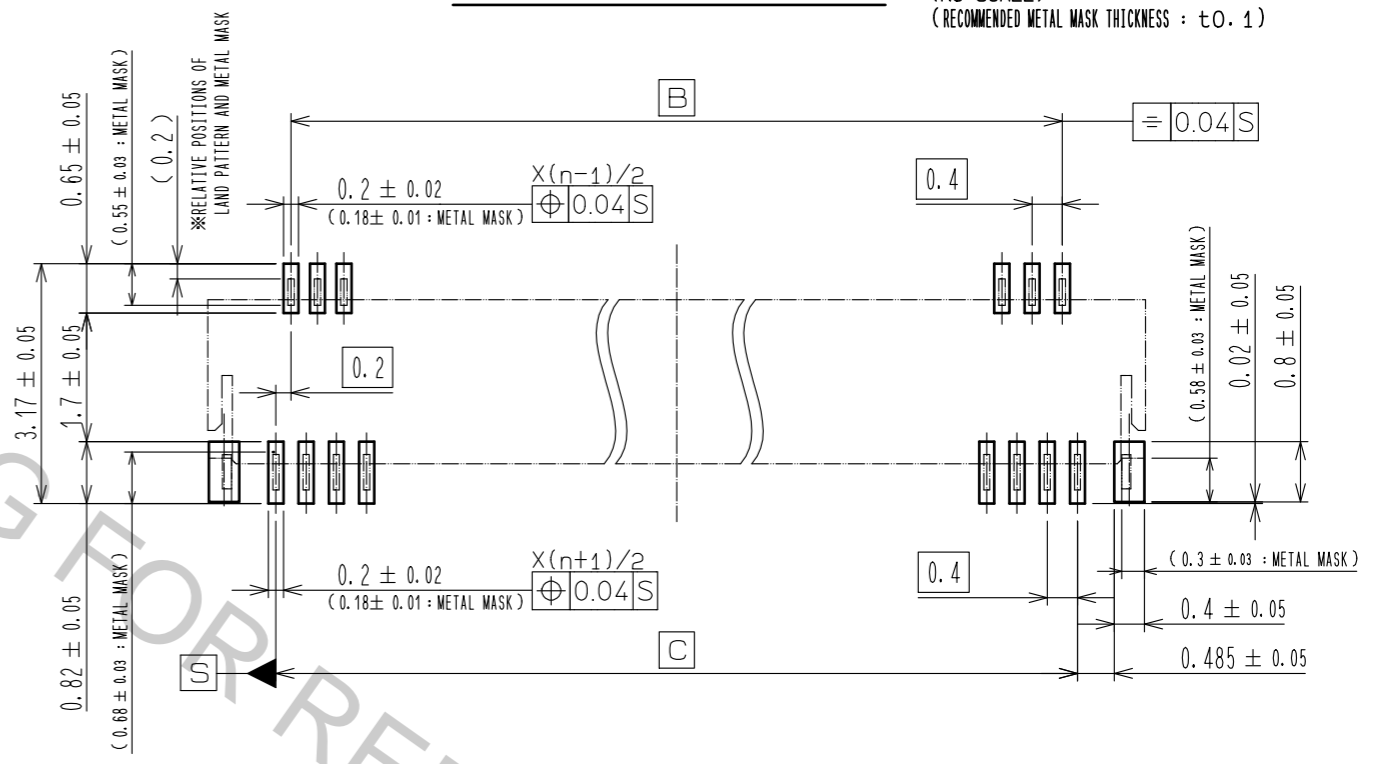 (RECOMMENDED METAL MASK THICKNESS : t0.1)
※RELATIVE POSITIONS OF
LAND PATTERN AND METAL MASK
(0.2)
(0.55 ± 0.03 : METAL MASK)
0.65 ± 0.05
B
⌯ 0.04 S
0.2 ± 0.02
(0.18± 0.01 : METAL MASK)
X(n-1)/2
⌖ 0.04 S
0.4
3.17 ± 0.05
1.7 ± 0.05
0.2
(0.58 ± 0.03 : METAL MASK)
0.02 ± 0.05
0.8 ± 0.05
0.82 ± 0.05
(0.68 ± 0.03 : METAL MASK)
0.2 ± 0.02
(0.18± 0.01 : METAL MASK)
X(n+1)/2
⌖ 0.04 S
0.4
(0.3 ± 0.03 : METAL MASK)
0.4 ± 0.05
0.485 ± 0.05
S
C
G FOR REF